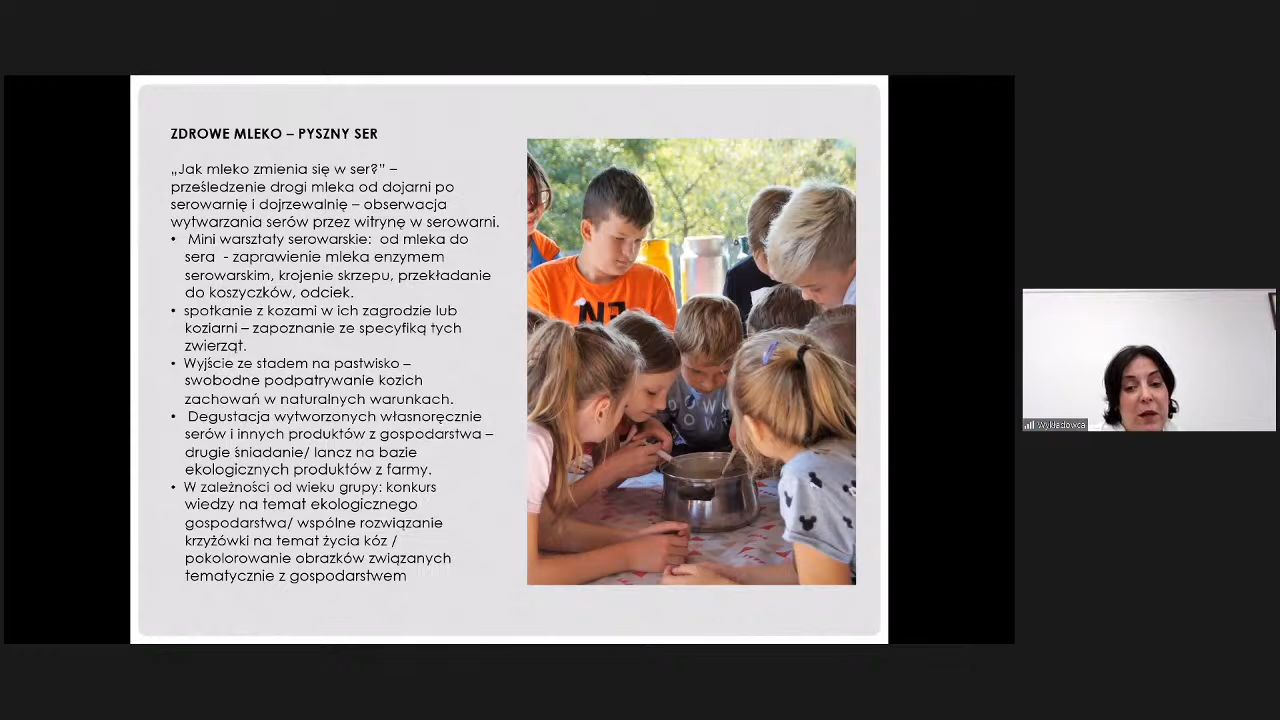 ZDROWE MLEKO – PYSZNY SER
„Jak mleko zmienia się w ser?” –
prześledzenie drogi mleka od dojarni po
serowarnię i dojrzewalnię – obserwacja
wytwarzania serów przez witrynę w serowarni.
• Mini warsztaty serowarskie: od mleka do
sera - zaprawienie mleka enzymem
serowarskim, krojenie skrzepu, przekładanie
do koszyczków, odciek.
• spotkanie z kozami w ich zagrodzie lub
koziarni – zapoznanie ze specyfiką tych
zwierząt.
• Wyjście ze stadem na pastwisko –
swobodne podpatrywanie kozich
zachowań w naturalnych warunkach.
• Degustacja wytworzonych własnoręcznie
serów i innych produktów z gospodarstwa –
drugie śniadanie/ lancz na bazie
ekologicznych produktów z farmy.
• W zależności od wieku grupy: konkurs
wiedzy na temat ekologicznego
gospodarstwa/ wspólne rozwiązanie
krzyżówki na temat życia kóz /
pokolorowanie obrazków związanych
tematycznie z gospodarstwem
Wykładowca